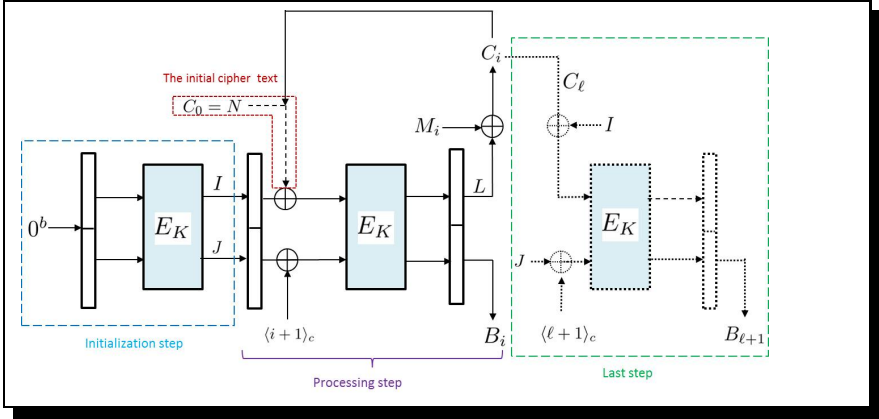 C_i
The initial cipher text
C_ℓ
C_0 = N
M_i
I
I
L
0^b
E_K
E_K
E_K
J
J
⟨i+1⟩_c
B_i
⟨ℓ+1⟩_c
B_{ℓ+1}
Initialization step
Processing step
Last step